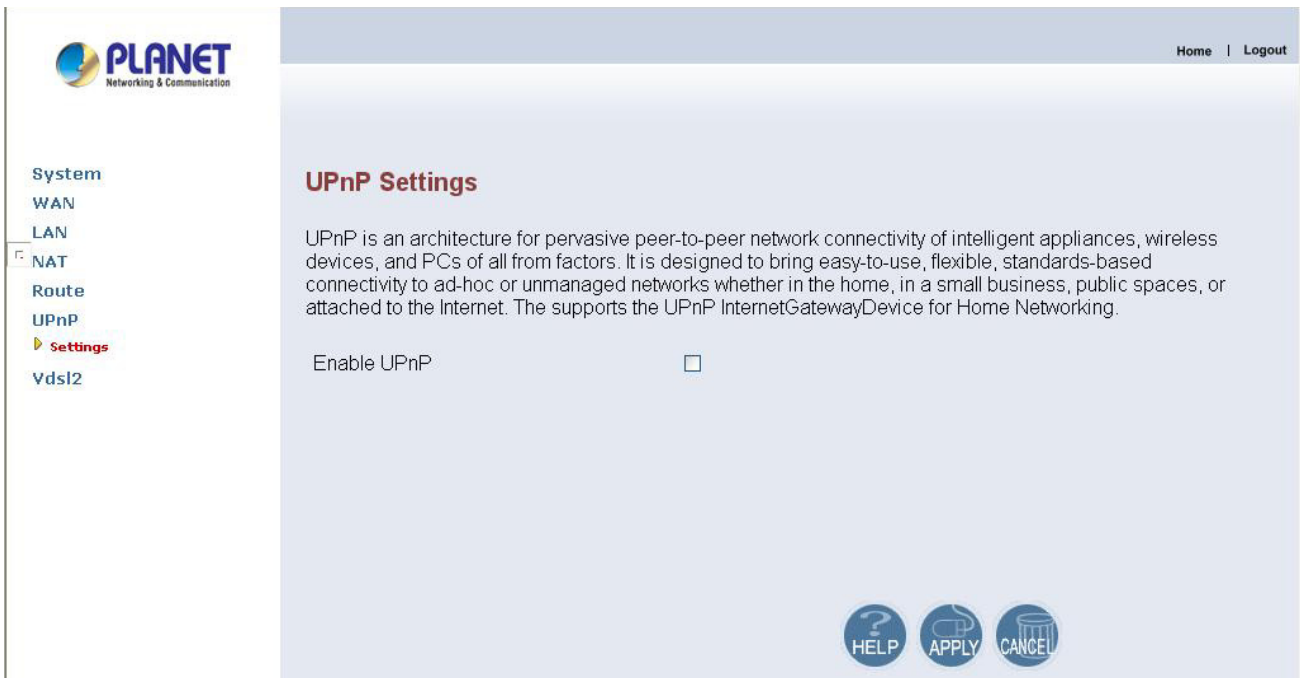 PLANET
Networking & Communication
Home | Logout
System
WAN
LAN
NAT
Route
UPnP
Settings
Vdsl2
UPnP Settings
UPnP is an architecture for pervasive peer-to-peer network connectivity of intelligent appliances, wireless
devices, and PCs of all from factors. It is designed to bring easy-to-use, flexible, standards-based
connectivity to ad-hoc or unmanaged networks whether in the home, in a small business, public spaces, or
attached to the Internet. The supports the UPnP InternetGatewayDevice for Home Networking.
Enable UPnP
HELP
APPLY
CANCEL